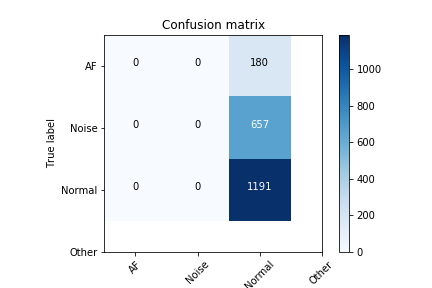 Confusion matrix
AF 0 0 180
Noise 0 0 657
Normal 0 0 1191
Other
True label
AF Noise Normal Other
1000
800
600
400
200
0